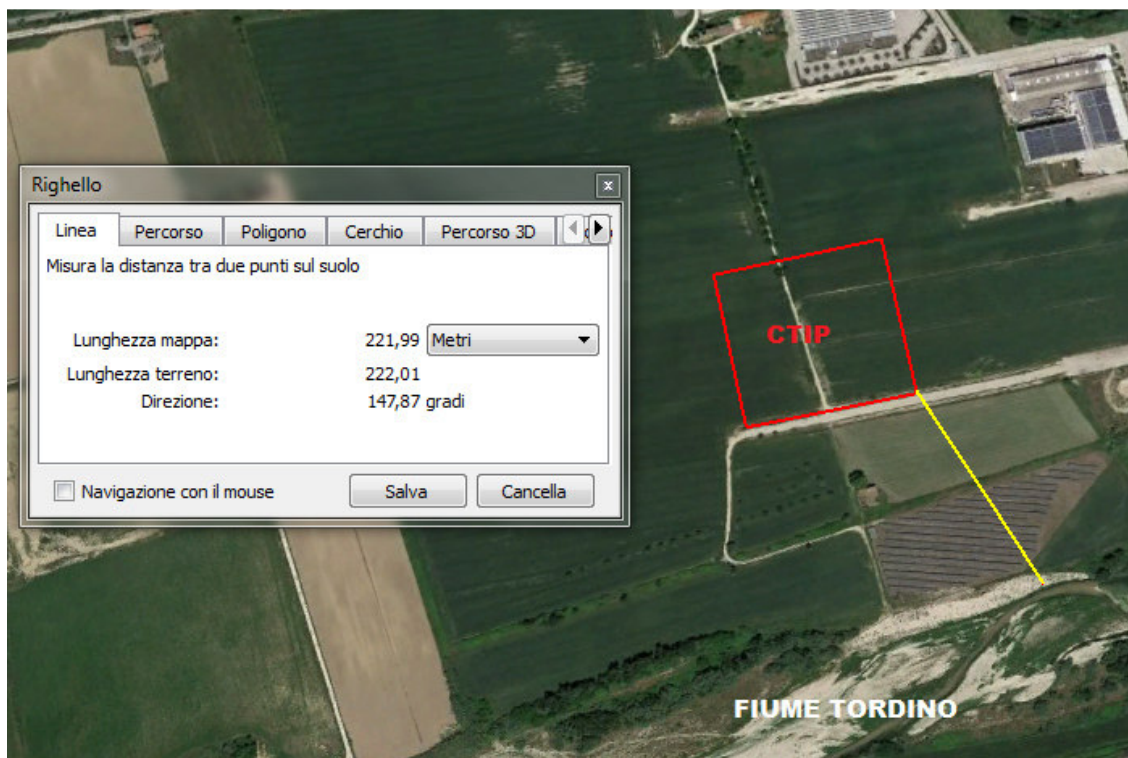 Righello
Linea Percorso Poligono Cerchio Percorso 3D
Misura la distanza tra due punti sul suolo
Lunghezza mappa: 221,99 Metri
Lunghezza terreno: 222,01
Direzione: 147,87 gradi
Navigazione con il mouse Salva Cancella
CTIP
FIUME TORDINO